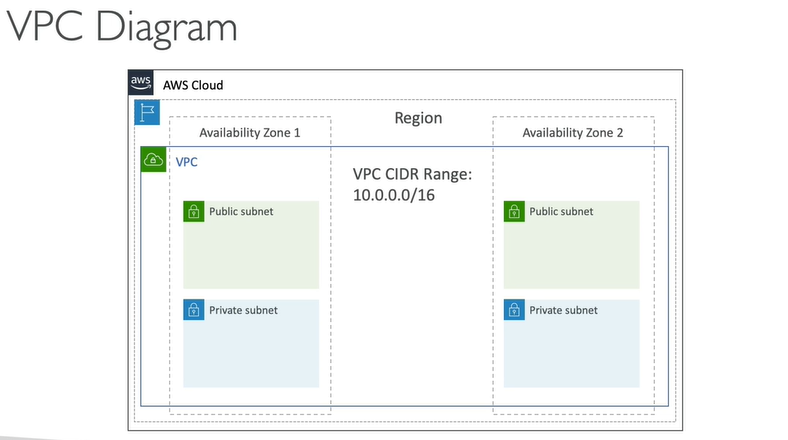 VPC Diagram
aws
AWS Cloud
Region
Availability Zone 1
Availability Zone 2
VPC
VPC CIDR Range:
10.0.0.0/16
Public subnet
Public subnet
Private subnet
Private subnet